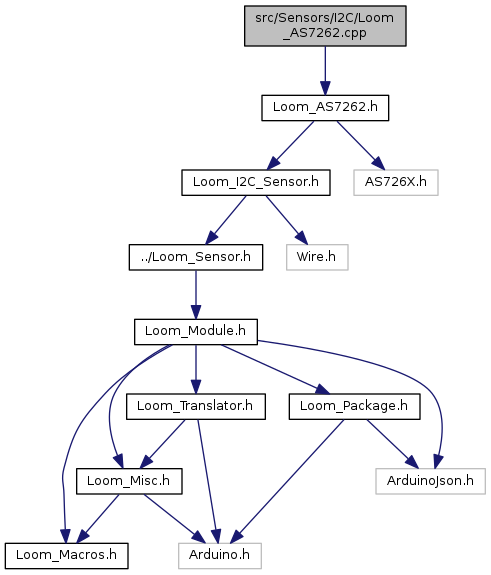 src/Sensors/I2C/Loom
_AS7262.cpp
Loom_AS7262.h
Loom_I2C_Sensor.h
AS726X.h
../Loom_Sensor.h
Wire.h
Loom_Module.h
Loom_Translator.h
Loom_Package.h
Loom_Misc.h
ArduinoJson.h
Loom_Macros.h
Arduino.h